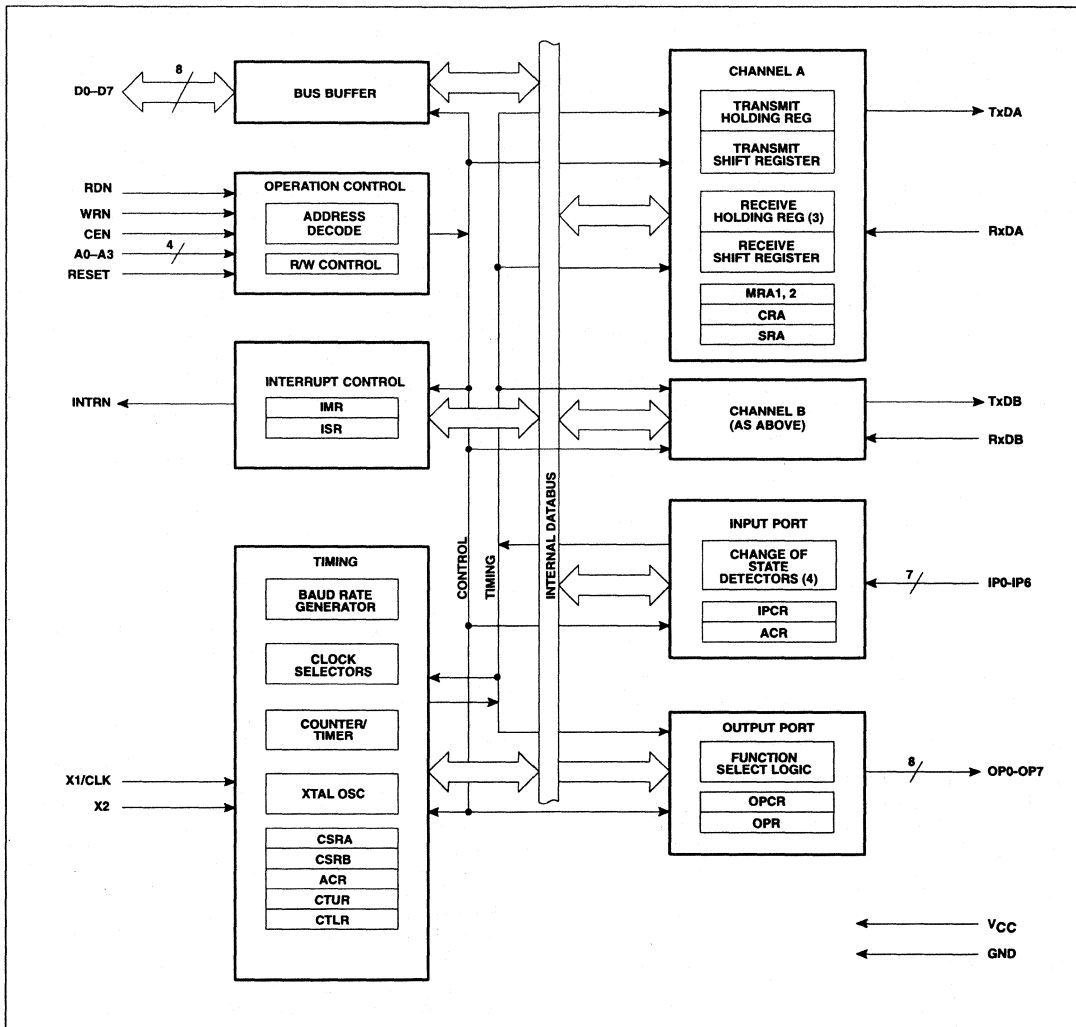 D0–D7
8
BUS BUFFER
RDN
WRN
CEN
A0–A3
4
RESET
OPERATION CONTROL
ADDRESS
DECODE
R/W CONTROL
INTRN
INTERRUPT CONTROL
IMR
ISR
TIMING
BAUD RATE
GENERATOR
CLOCK
SELECTORS
COUNTER/
TIMER
X1/CLK
X2
XTAL OSC
CSRA
CSRB
ACR
CTUR
CTLR
CONTROL
TIMING
INTERNAL DATABUS
CHANNEL A
TRANSMIT
HOLDING REG
TRANSMIT
SHIFT REGISTER
RECEIVE
HOLDING REG (3)
RECEIVE
SHIFT REGISTER
MRA1, 2
CRA
SRA
TxDA
RxDA
CHANNEL B
(AS ABOVE)
TxDB
RxDB
INPUT PORT
CHANGE OF
STATE
DETECTORS (4)
IPCR
ACR
7
IP0-IP6
OUTPUT PORT
FUNCTION
SELECT LOGIC
OPCR
OPR
8
OP0-OP7
VCC
GND